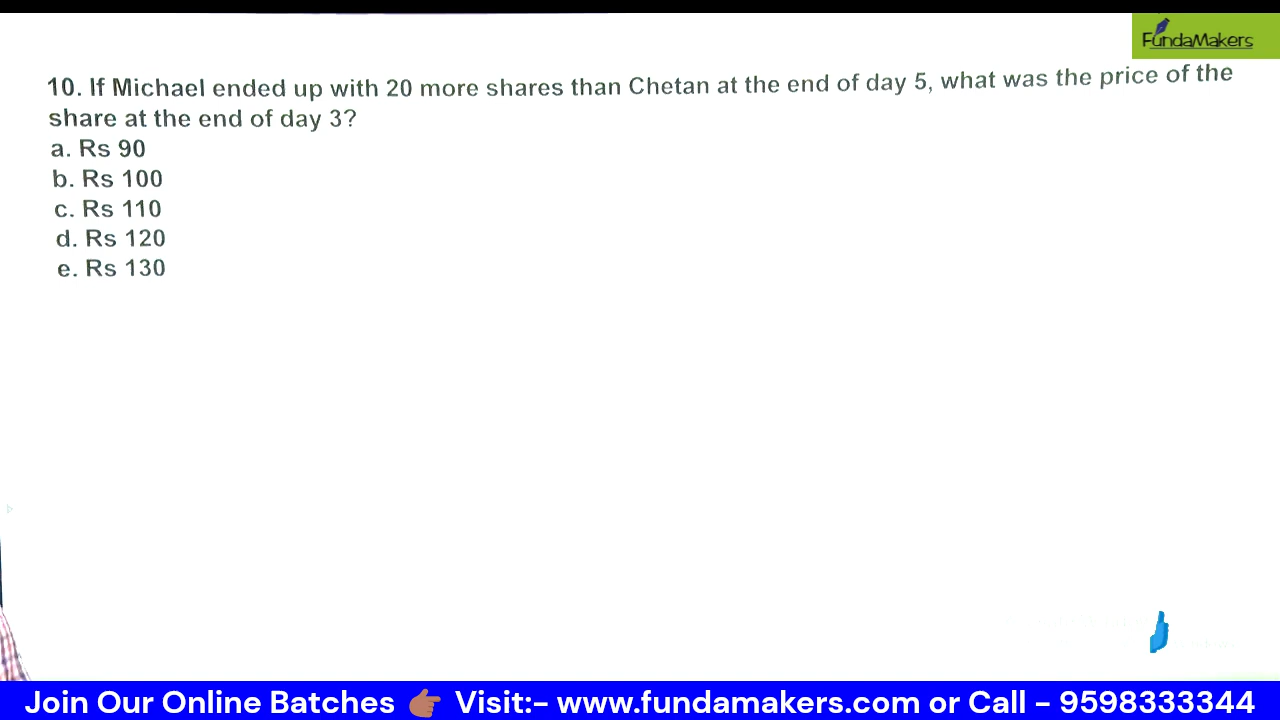 FundaMakers
10. If Michael ended up with 20 more shares than Chetan at the end of day 5, what was the price of the
share at the end of day 3?
a. Rs 90
b. Rs 100
c. Rs 110
d. Rs 120
e. Rs 130
Join Our Online Batches 👉🏽 Visit:- www.fundamakers.com or Call - 9598333344